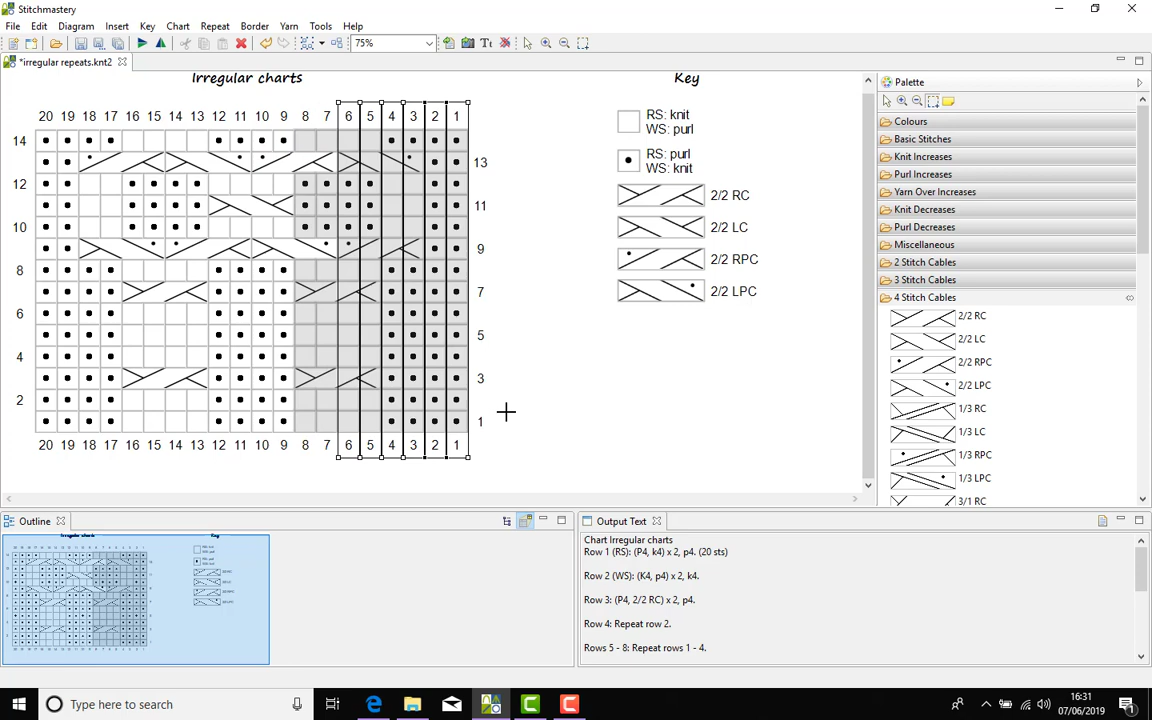 Stitchmastery
File Edit Diagram Insert Key Chart Repeat Border Yarn Tools Help
75%
*irregular repeats.knt2
Irregular charts
Key
20 19 18 17 16 15 14 13 12 11 10 9 8 7 6 5 4 3 2 1
14
13
12
11
10
9
8
7
6
5
4
3
2
1
20 19 18 17 16 15 14 13 12 11 10 9 8 7 6 5 4 3 2 1
RS: knit
WS: purl
RS: purl
WS: knit
2/2 RC
2/2 LC
2/2 RPC
2/2 LPC
Palette
Colours
Basic Stitches
Knit Increases
Purl Increases
Yarn Over Increases
Knit Decreases
Purl Decreases
Miscellaneous
2 Stitch Cables
3 Stitch Cables
4 Stitch Cables
2/2 RC
2/2 LC
2/2 RPC
2/2 LPC
1/3 RC
1/3 LC
1/3 RPC
1/3 LPC
3/1 RC
Outline
Output Text
Chart Irregular charts
Row 1 (RS): (P4, k4) x 2, p4. (20 sts)
Row 2 (WS): (K4, p4) x 2, k4.
Row 3: (P4, 2/2 RC) x 2, p4.
Row 4: Repeat row 2.
Rows 5 - 8: Repeat rows 1 - 4.
Type here to search
16:31
07/06/2019
1